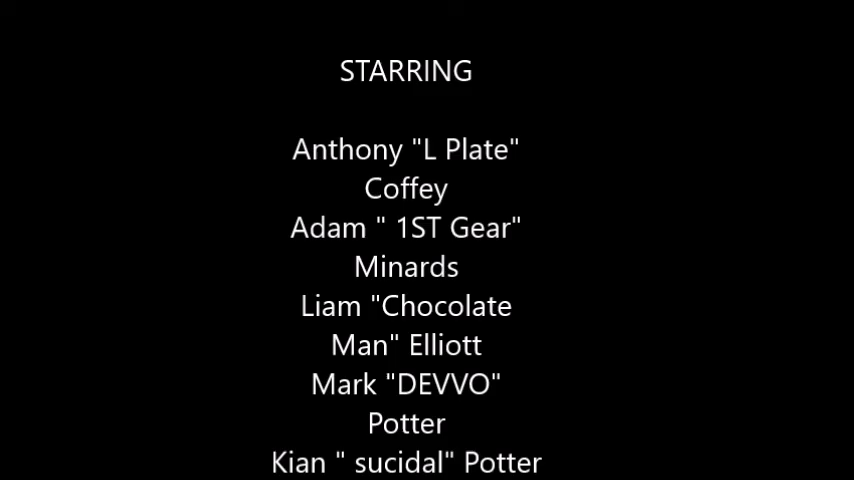 STARRING
Anthony "L Plate"
Coffey
Adam " 1ST Gear"
Minards
Liam "Chocolate
Man" Elliott
Mark "DEVVO"
Potter
Kian " sucidal" Potter